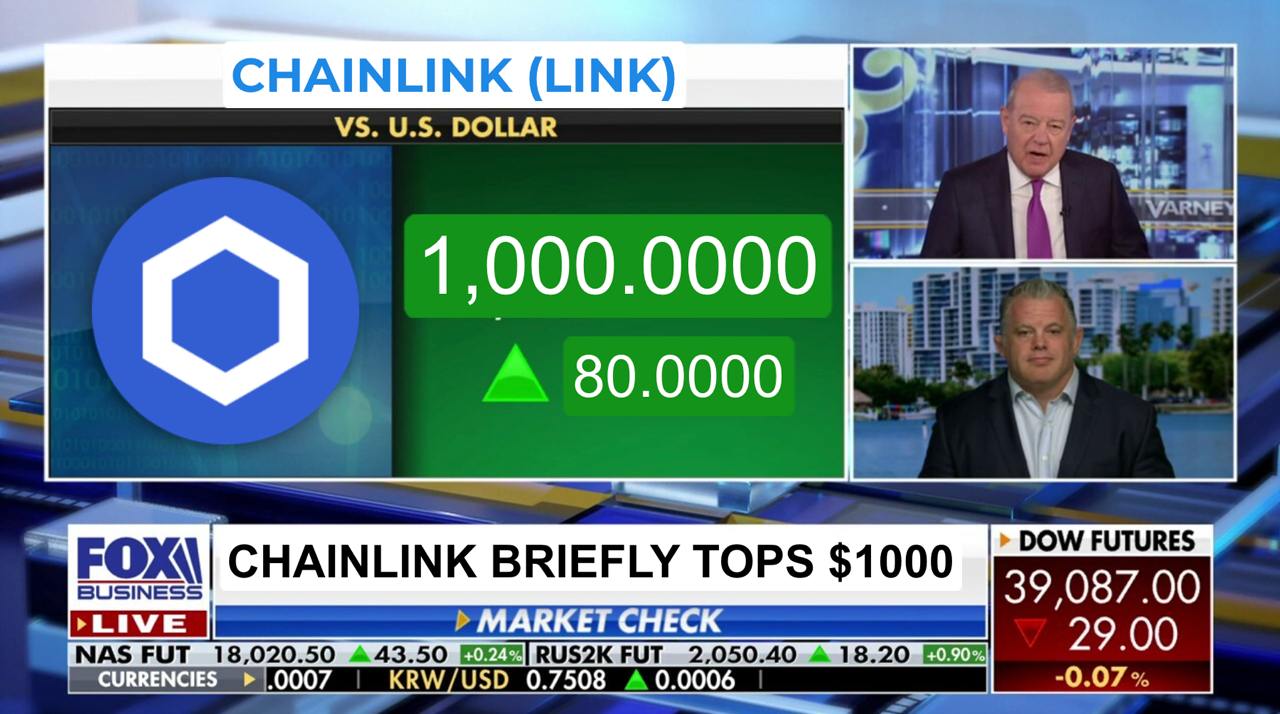 CHAINLINK (LINK)
VS. U.S. DOLLAR
1,000.0000
80.0000
VARNEY
FOX
BUSINESS
LIVE
CHAINLINK BRIEFLY TOPS $1000
MARKET CHECK
DOW FUTURES
39,087.00
29.00
-0.07%
NAS FUT 18,020.50 43.50 +0.24% RUS2K FUT 2,050.40 18.20 +0.90%
CURRENCIES .0007 KRW/USD 0.7508 0.0006